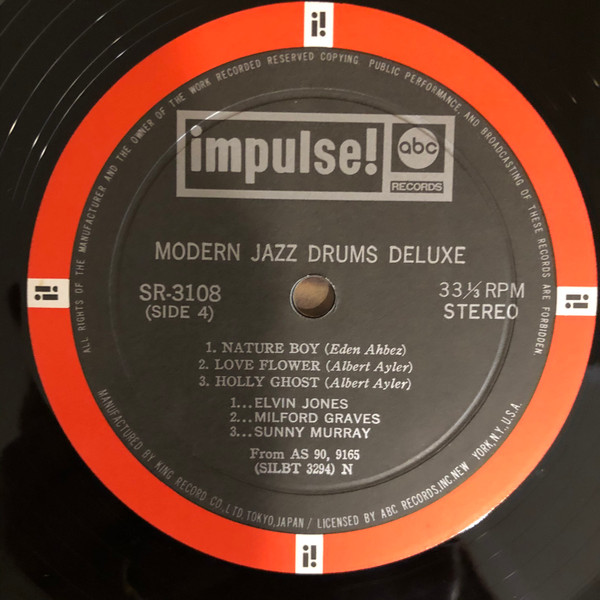 i!
ALL RIGHTS OF THE MANUFACTURER AND THE OWNER OF THE WORK RECORDED RESERVED COPYING. PUBLIC PERFORMANCE, AND BROADCASTING OF THESE RECORDS ARE FORBIDDEN.
impulse!
abc
RECORDS
MODERN JAZZ DRUMS DELUXE
i!
i!
SR-3108
33 1/3 RPM
(SIDE 4)
STEREO
1. NATURE BOY (Eden Ahbez)
2. LOVE FLOWER (Albert Ayler)
3. HOLLY GHOST (Albert Ayler)
1...ELVIN JONES
2...MILFORD GRAVES
3...SUNNY MURRAY
From AS 90, 9165
(SILBT 3294) N
MANUFACTURED BY KING RECORD CO., LTD. TOKYO, JAPAN / LICENSED BY ABC RECORDS, INC. NEW YORK, N.Y., U.S.A.
i!